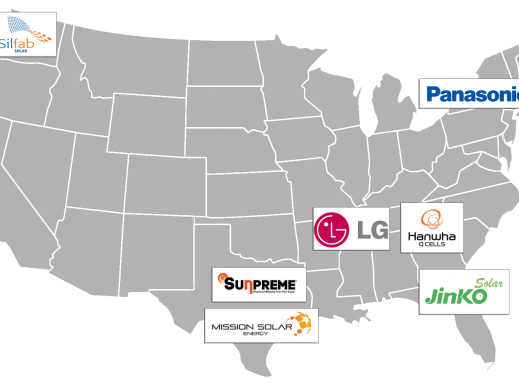 Silfab
SOLAR
Panasonic
LG
Hanwha
Q CELLS
Solar
JinKO
SUNPREME
MISSION SOLAR
ENERGY